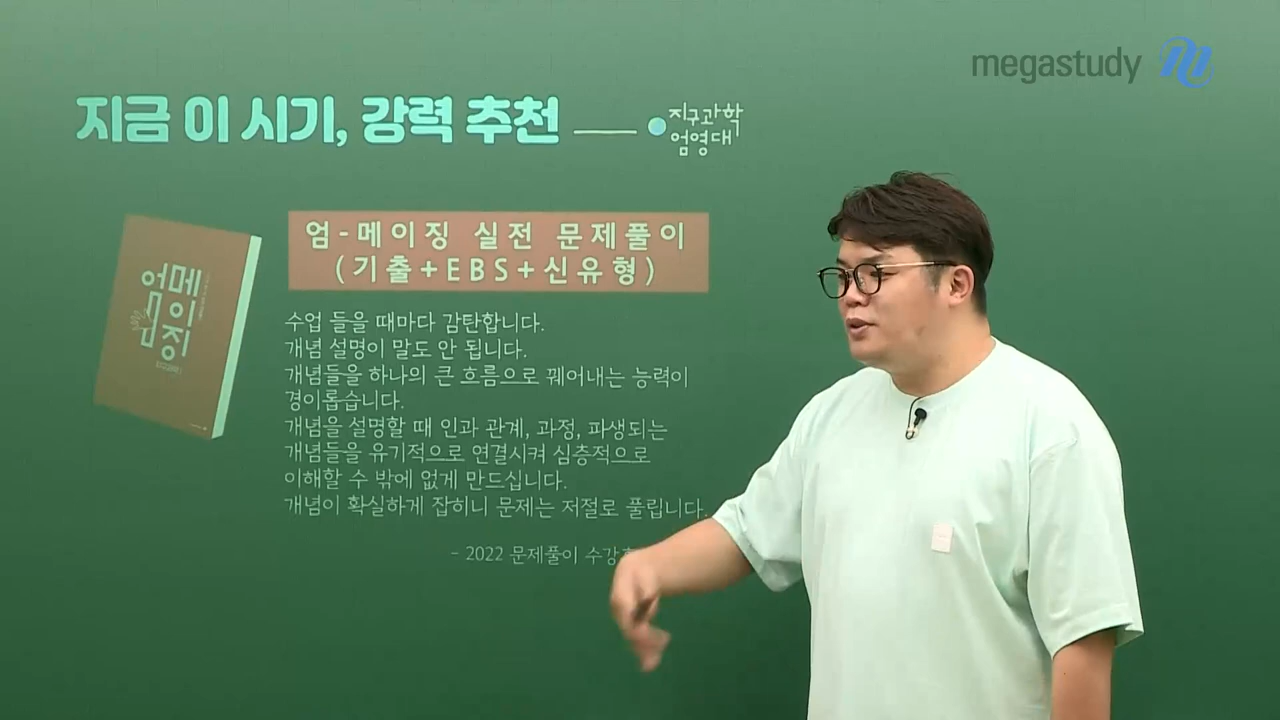 megastudy
지금 이 시기, 강력 추천
지구과학
엄영대
엄-메이징 실전 문제풀이
(기출+EBS+신유형)
엄메이징
수업 들을 때마다 감탄합니다.
개념 설명이 말도 안 됩니다.
개념들을 하나의 큰 흐름으로 꿰어내는 능력이
경이롭습니다.
개념을 설명할 때 인과 관계, 과정, 파생되는
개념들을 유기적으로 연결시켜 심층적으로
이해할 수 밖에 없게 만드십니다.
개념이 확실하게 잡히니 문제는 저절로 풀립니다.
- 2022 문제풀이